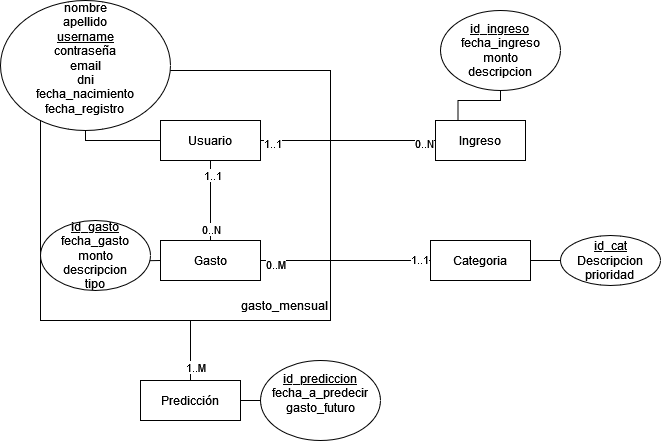 nombre
apellido
username
contraseña
email
dni
fecha_nacimiento
fecha_registro
id_ingreso
fecha_ingreso
monto
descripcion
Usuario
1..1
0..N
Ingreso
1..1
0..N
id_gasto
fecha_gasto
monto
descripcion
tipo
Gasto
0..M
1..1
Categoria
id_cat
Descripcion
prioridad
gasto_mensual
1..M
Predicción
id_prediccion
fecha_a_predecir
gasto_futuro